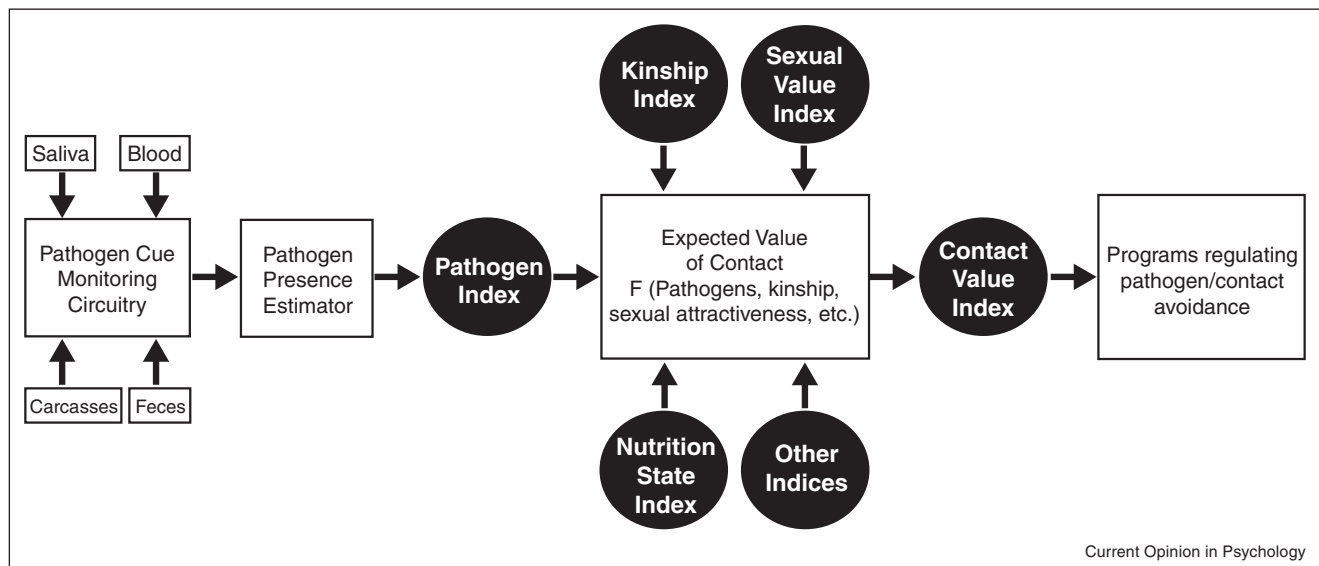 Kinship
Index
Sexual
Value
Index
Saliva
Blood
Pathogen Cue
Monitoring
Circuitry
Carcasses
Feces
Pathogen
Presence
Estimator
Pathogen
Index
Expected Value
of Contact
F (Pathogens, kinship,
sexual attractiveness, etc.)
Nutrition
State
Index
Other
Indices
Contact
Value
Index
Programs regulating
pathogen/contact
avoidance
Current Opinion in Psychology